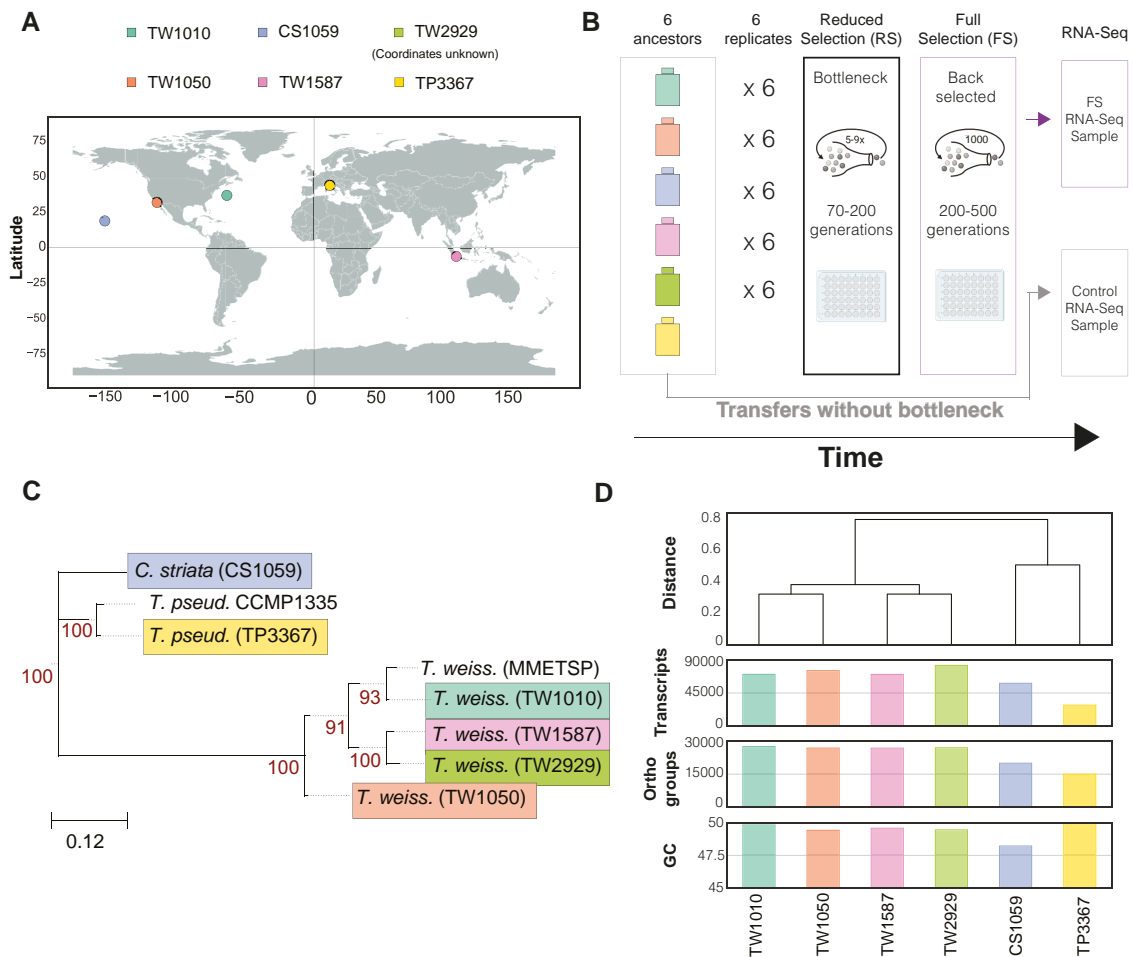 A
TW1010
CS1059
TW2929
(Coordinates unknown)
TW1050
TW1587
TP3367
75
50
25
0
−25
−50
−75
Latitude
−150
−100
−50
0
50
100
150
B
6
ancestors
6
replicates
Reduced
Selection (RS)
Full
Selection (FS)
RNA-Seq
x 6
x 6
x 6
x 6
x 6
Bottleneck
5-9x
70-200
generations
Back
selected
1000
200-500
generations
FS
RNA-Seq
Sample
Control
RNA-Seq
Sample
Transfers without bottleneck
Time
C
C. striata (CS1059)
T. pseud. CCMP1335
T. pseud. (TP3367)
T. weiss. (MMETSP)
T. weiss. (TW1010)
T. weiss. (TW1587)
T. weiss. (TW2929)
T. weiss. (TW1050)
100
100
93
91
100
100
0.12
D
Distance
0.8
0.6
0.4
0.2
0
Transcripts
90000
45000
0
Ortho
groups
30000
15000
0
GC
50
47.5
45
TW1010
TW1050
TW1587
TW2929
CS1059
TP3367